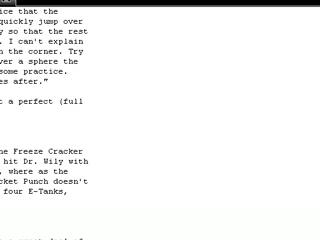 ice that the
quickly jump over
y so that the rest
. I can't explain
n the corner. Try
ver a sphere the
some practice.
es after."
t a perfect (full
he Freeze Cracker
hit Dr. Wily with
, where as the
cket Punch doesn't
four E-Tanks,